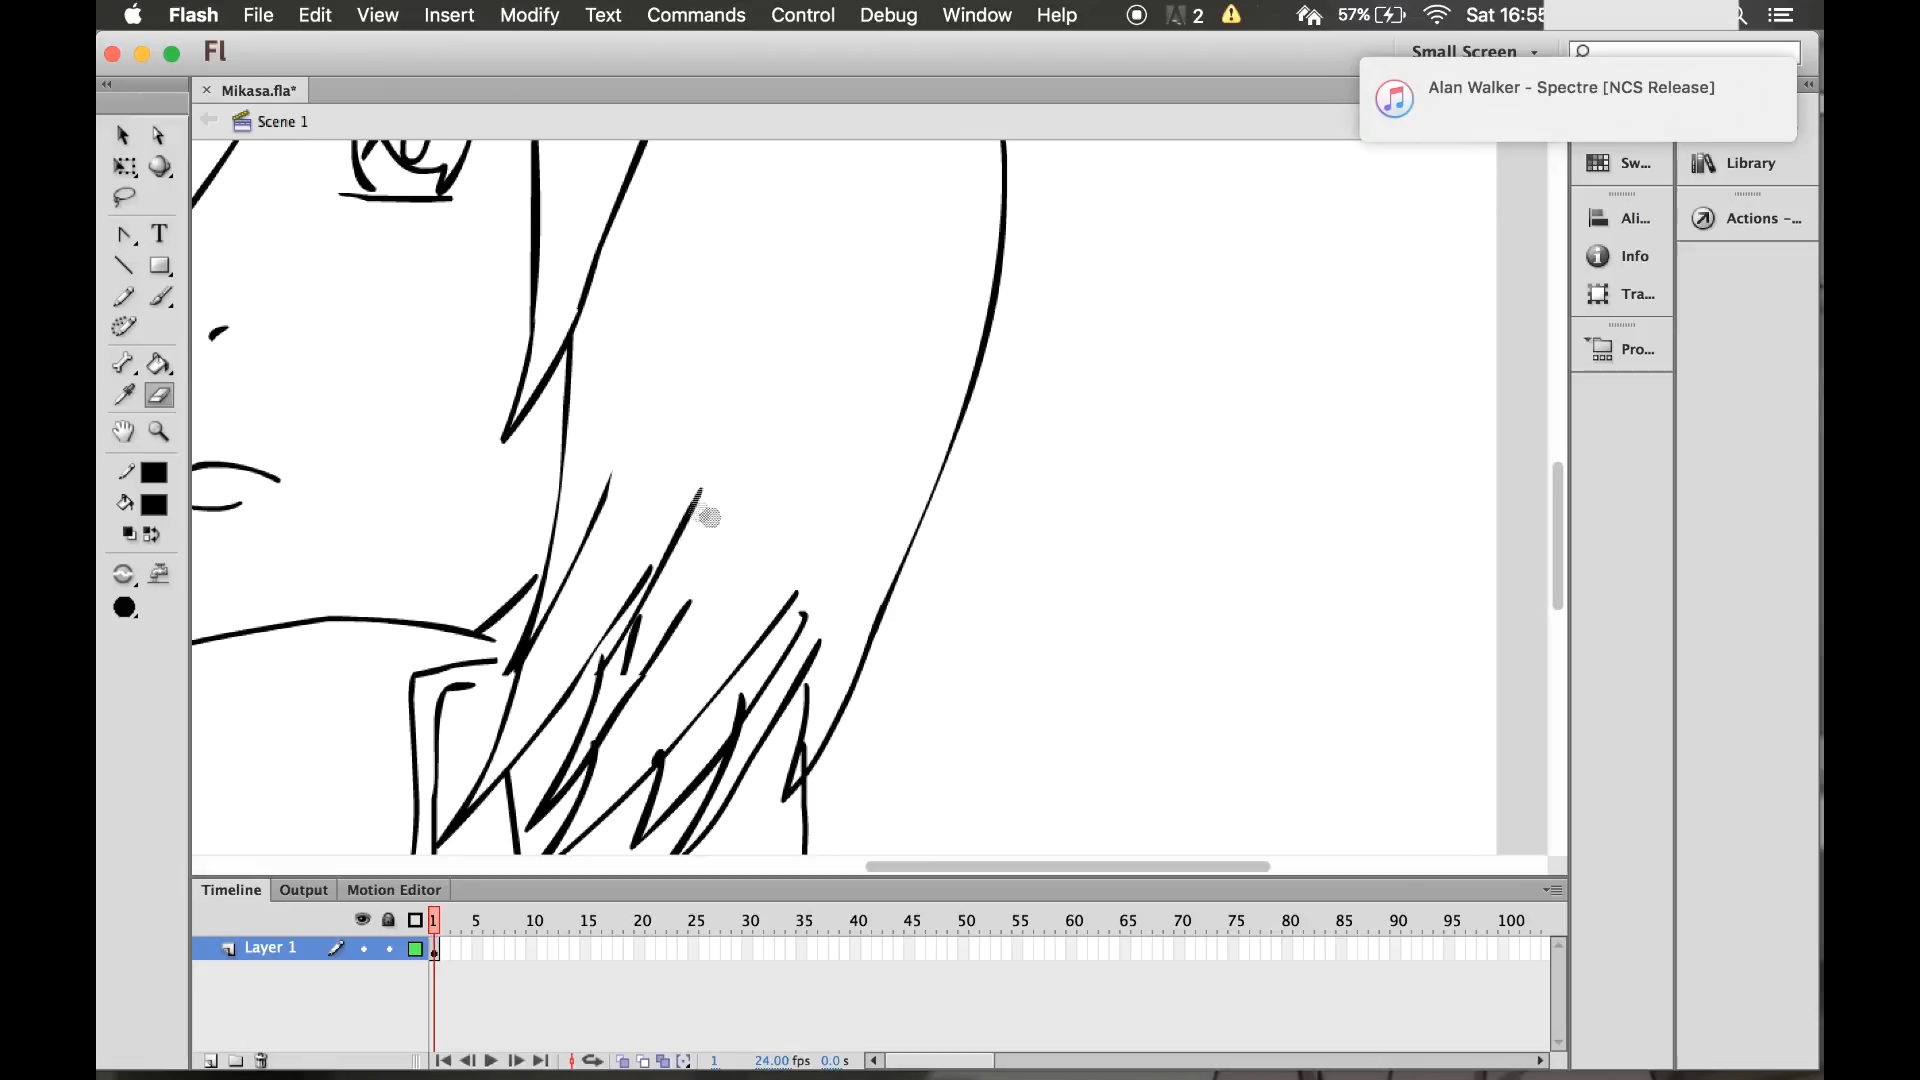 Flash File Edit View Insert Modify Text Commands Control Debug Window Help 2 57% Sat 16:55
Fl Small Screen
Mikasa.fla*
Alan Walker - Spectre [NCS Release]
Scene 1
Sw... Library
Ali... Actions -...
Info
Tra...
Pro...
T
Timeline Output Motion Editor
1 5 10 15 20 25 30 35 40 45 50 55 60 65 70 75 80 85 90 95 100
Layer 1
1 24.00 fps 0.0 s